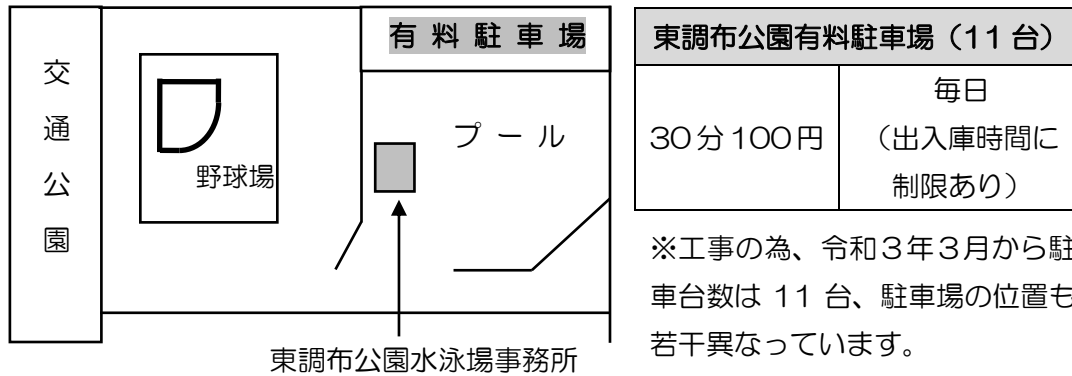 有料駐車場
交通公園
野球場
プール
東調布公園水泳場事務所
東調布公園有料駐車場（11 台）
30分100円
毎日
（出入庫時間に
制限あり）
※工事の為、令和３年３月から駐
車台数は 11 台、駐車場の位置も
若干異なっています。